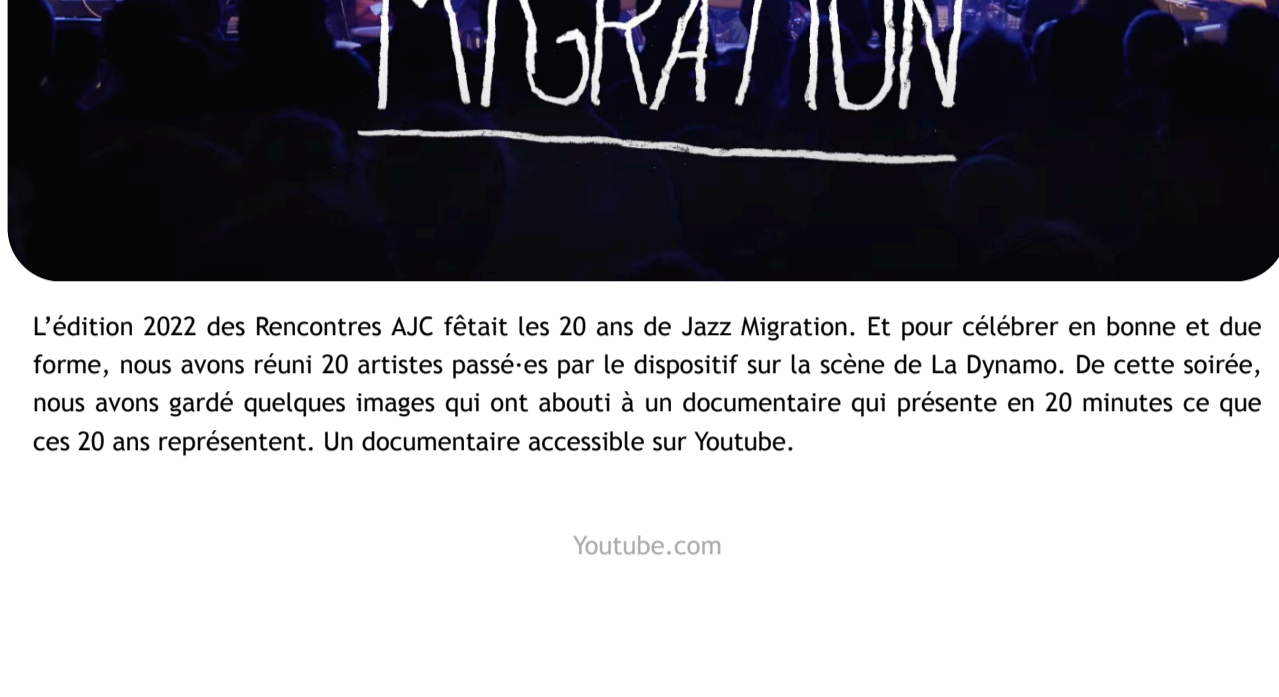 MIGRATION
L’édition 2022 des Rencontres AJC fêtait les 20 ans de Jazz Migration. Et pour célébrer en bonne et due
forme, nous avons réuni 20 artistes passé·es par le dispositif sur la scène de La Dynamo. De cette soirée,
nous avons gardé quelques images qui ont abouti à un documentaire qui présente en 20 minutes ce que
ces 20 ans représentent. Un documentaire accessible sur Youtube.
Youtube.com